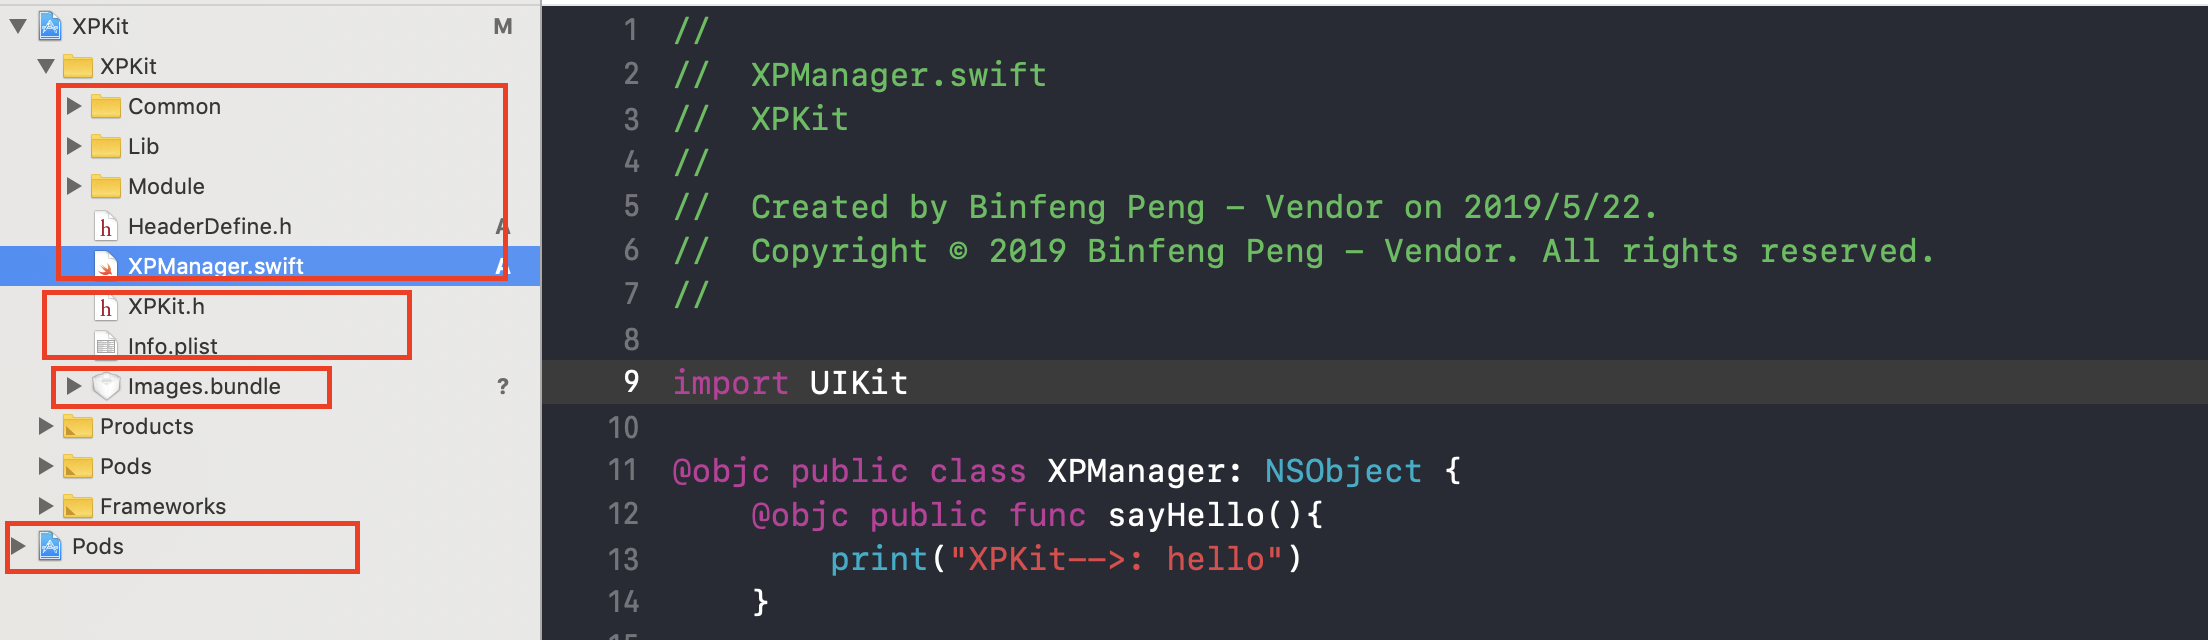 XPKit M
XPKit
Common
Lib
Module
HeaderDefine.h A
XPManager.swift A
XPKit.h
Info.plist
Images.bundle ?
Products
Pods
Frameworks
Pods
1 //
2 //  XPManager.swift
3 //  XPKit
4 //
5 //  Created by Binfeng Peng – Vendor on 2019/5/22.
6 //  Copyright © 2019 Binfeng Peng – Vendor. All rights reserved.
7 //
8
9 import UIKit
10
11 @objc public class XPManager: NSObject {
12     @objc public func sayHello(){
13         print("XPKit-->: hello")
14     }
15